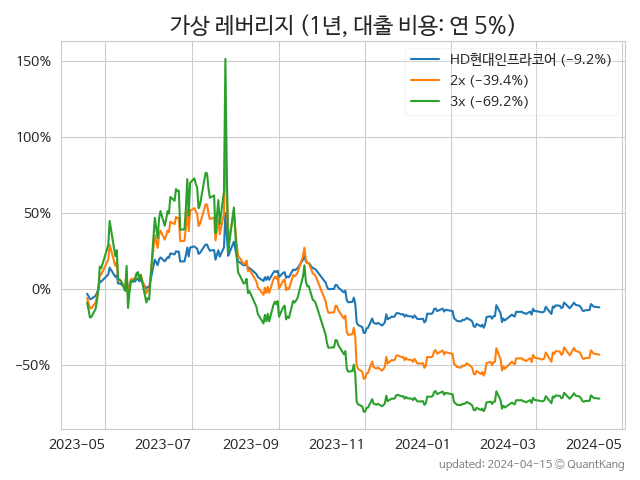 가상 레버리지 (1년, 대출 비용: 연 5%)
HD현대인프라코어 (-9.2%)
2x (-39.4%)
3x (-69.2%)
150%
100%
50%
0%
-50%
2023-05 2023-07 2023-09 2023-11 2024-01 2024-03 2024-05
updated: 2024-04-15 © QuantKang